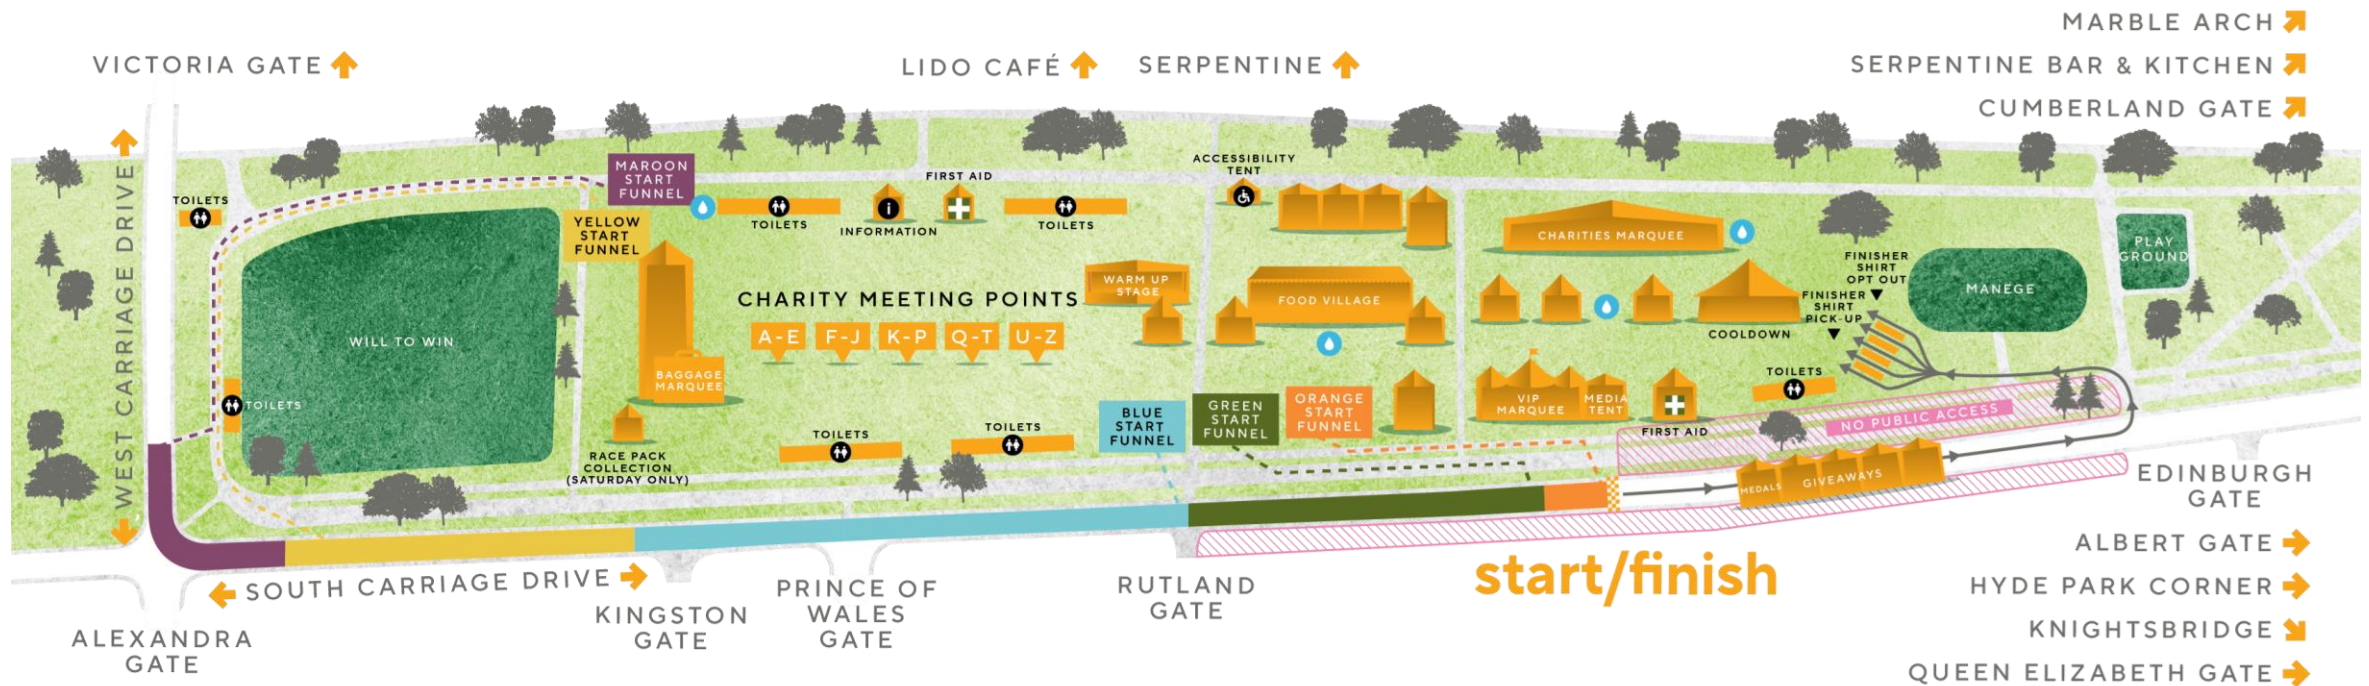 MARBLE ARCH
VICTORIA GATE
LIDO CAFÉ
SERPENTINE
SERPENTINE BAR & KITCHEN
CUMBERLAND GATE
WEST CARRIAGE DRIVE
TOILETS
MAROON
START
FUNNEL
YELLOW
START
FUNNEL
TOILETS
INFORMATION
FIRST AID
TOILETS
ACCESSIBILITY
TENT
CHARITIES MARQUEE
PLAY
GROUND
FINISHER
SHIRT
OPT OUT
FINISHER
SHIRT
PICK-UP
MANEGE
WILL TO WIN
CHARITY MEETING POINTS
A-E
F-J
K-P
Q-T
U-Z
WARM UP
STAGE
FOOD VILLAGE
COOLDOWN
BAGGAGE
MARQUEE
TOILETS
TOILETS
VIP
MARQUEE
MEDIA
TENT
FIRST AID
NO PUBLIC ACCESS
BLUE
START
FUNNEL
GREEN
START
FUNNEL
ORANGE
START
FUNNEL
TOILETS
TOILETS
RACE PACK
COLLECTION
(SATURDAY ONLY)
MEDALS
GIVEAWAYS
EDINBURGH
GATE
start/finish
SOUTH CARRIAGE DRIVE
ALEXANDRA
GATE
KINGSTON
GATE
PRINCE OF
WALES
GATE
RUTLAND
GATE
ALBERT GATE
HYDE PARK CORNER
KNIGHTSBRIDGE
QUEEN ELIZABETH GATE